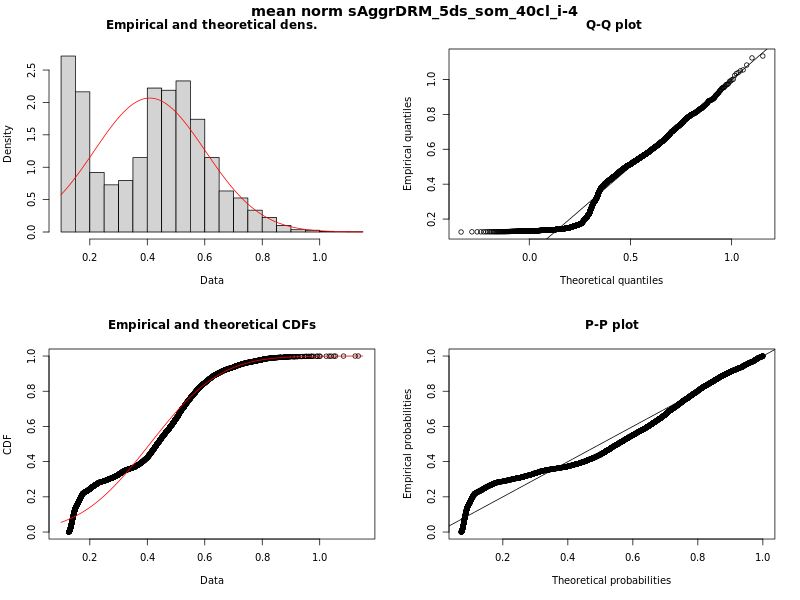 mean norm sAggrDRM_5ds_som_40cl_i-4
Empirical and theoretical dens.
Density
0.0 0.5 1.0 1.5 2.0 2.5
0.2 0.4 0.6 0.8 1.0
Data
Q-Q plot
Empirical quantiles
0.2 0.4 0.6 0.8 1.0
0.0 0.5 1.0
Theoretical quantiles
Empirical and theoretical CDFs
CDF
0.0 0.2 0.4 0.6 0.8 1.0
0.2 0.4 0.6 0.8 1.0
Data
P-P plot
Empirical probabilities
0.0 0.2 0.4 0.6 0.8 1.0
0.2 0.4 0.6 0.8 1.0
Theoretical probabilities